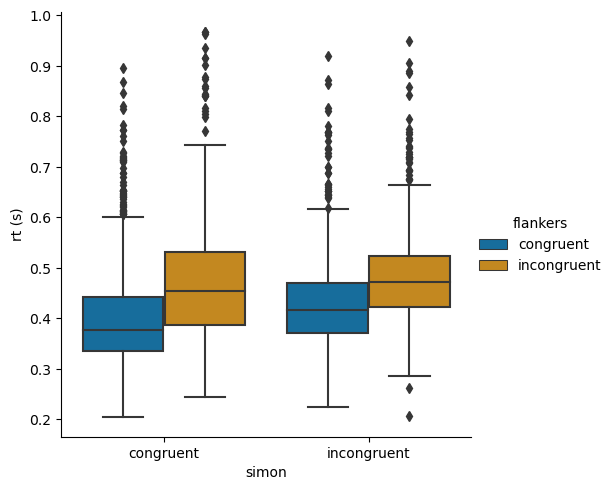 1.0
0.9
0.8
0.7
0.6
0.5
0.4
0.3
0.2
rt (s)
congruent
incongruent
simon
flankers
congruent
incongruent